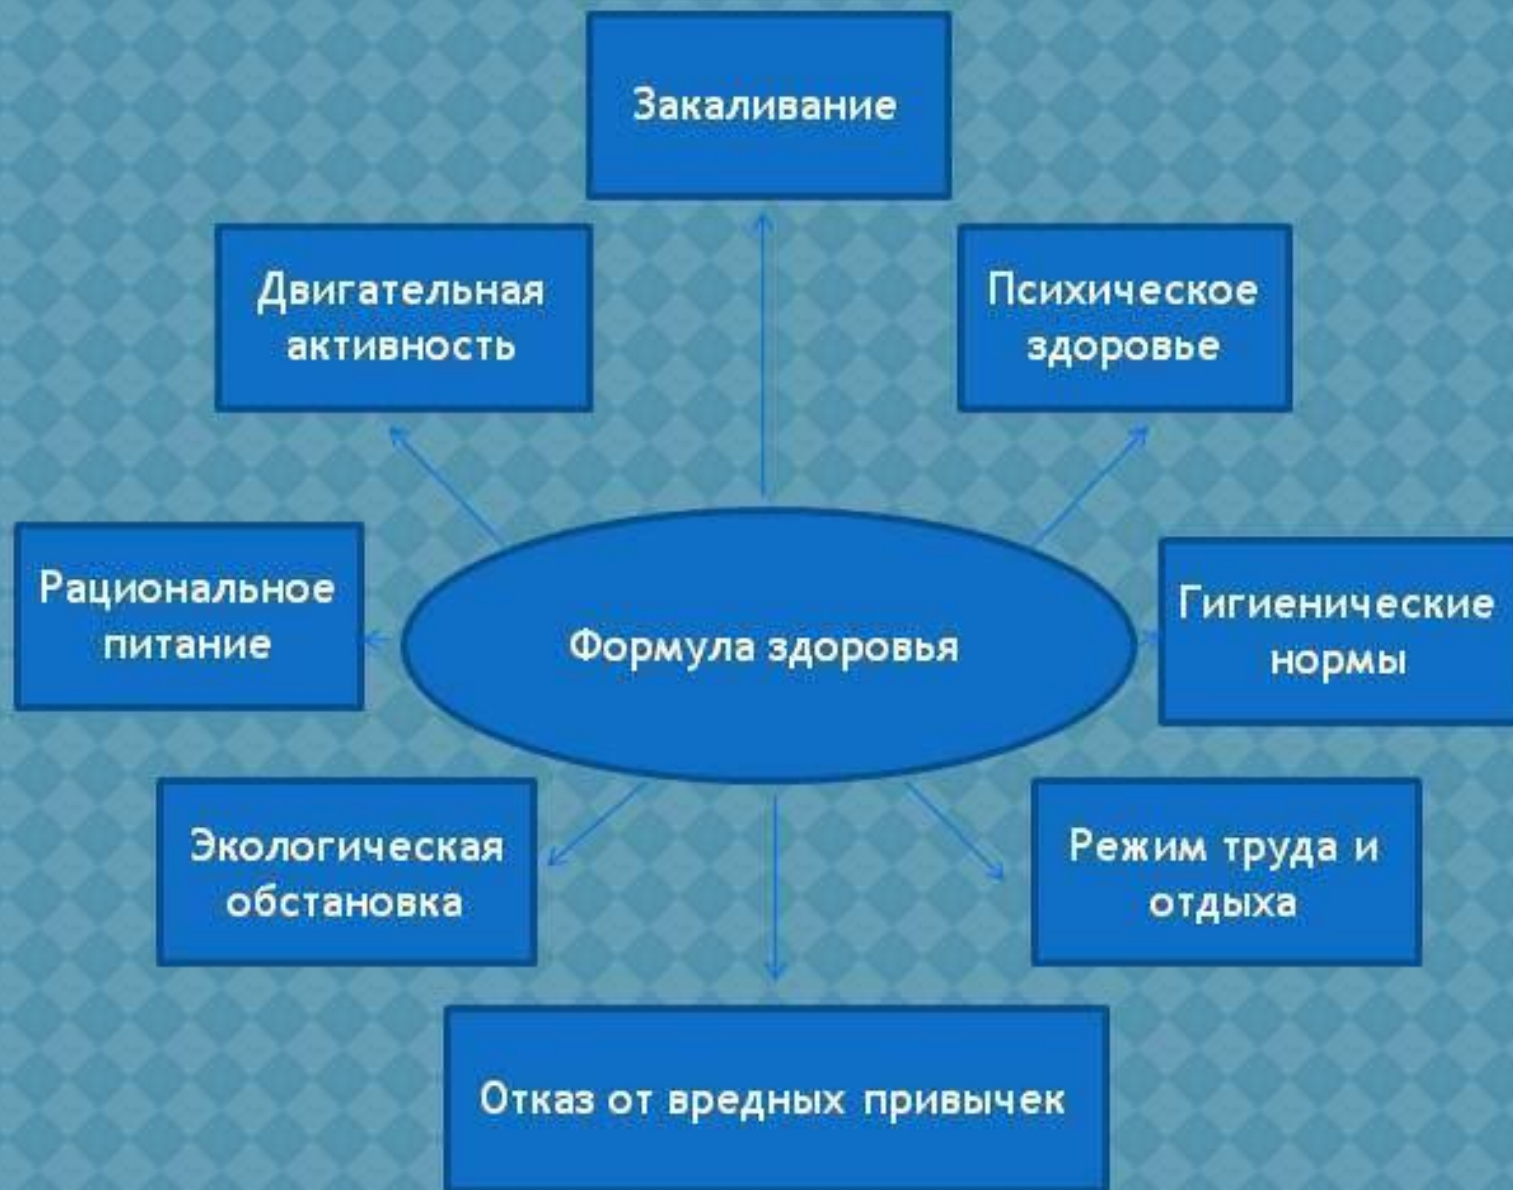 Закаливание
Двигательная
активность
Психическое
здоровье
Рациональное
питание
Формула здоровья
Гигиенические
нормы
Экологическая
обстановка
Режим труда и
отдыха
Отказ от вредных привычек